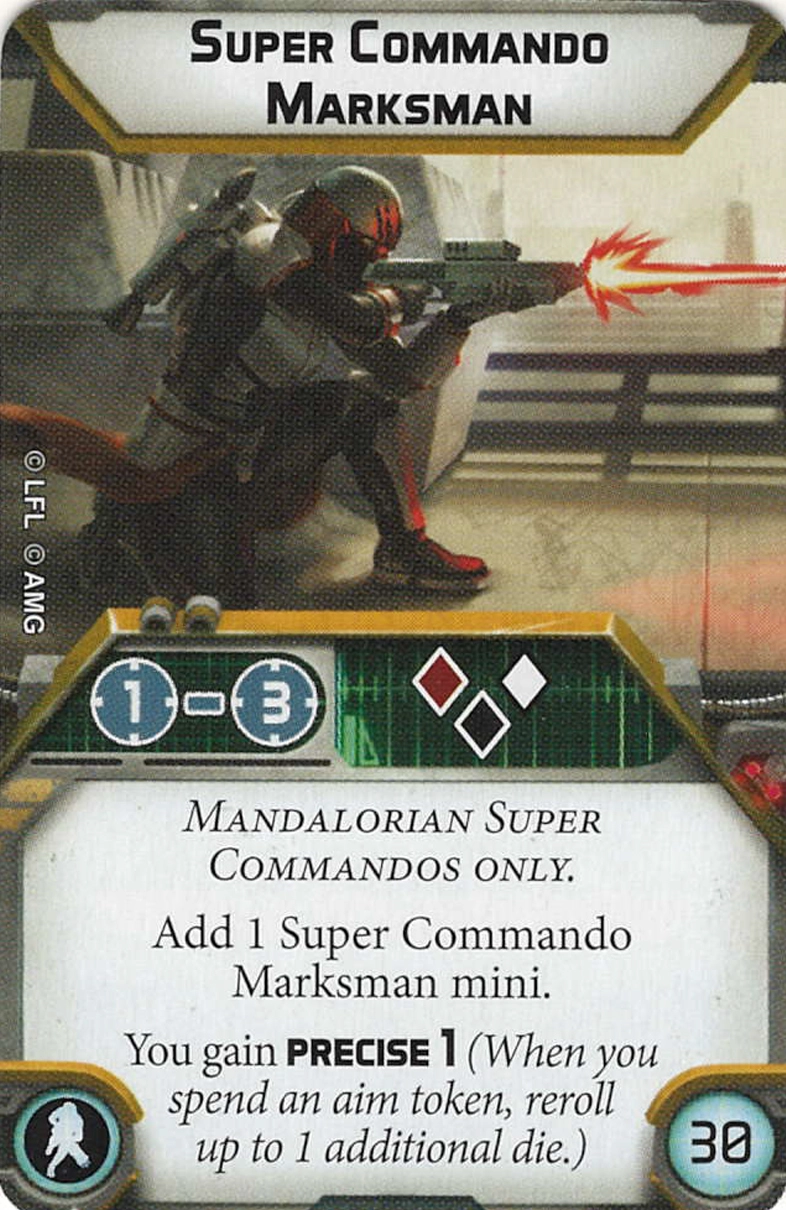 Super Commando
Marksman
© LFL © AMG
1 - 3
Mandalorian Super
Commandos only.
Add 1 Super Commando
Marksman mini.
You gain PRECISE 1 (When you
spend an aim token, reroll
up to 1 additional die.)
30